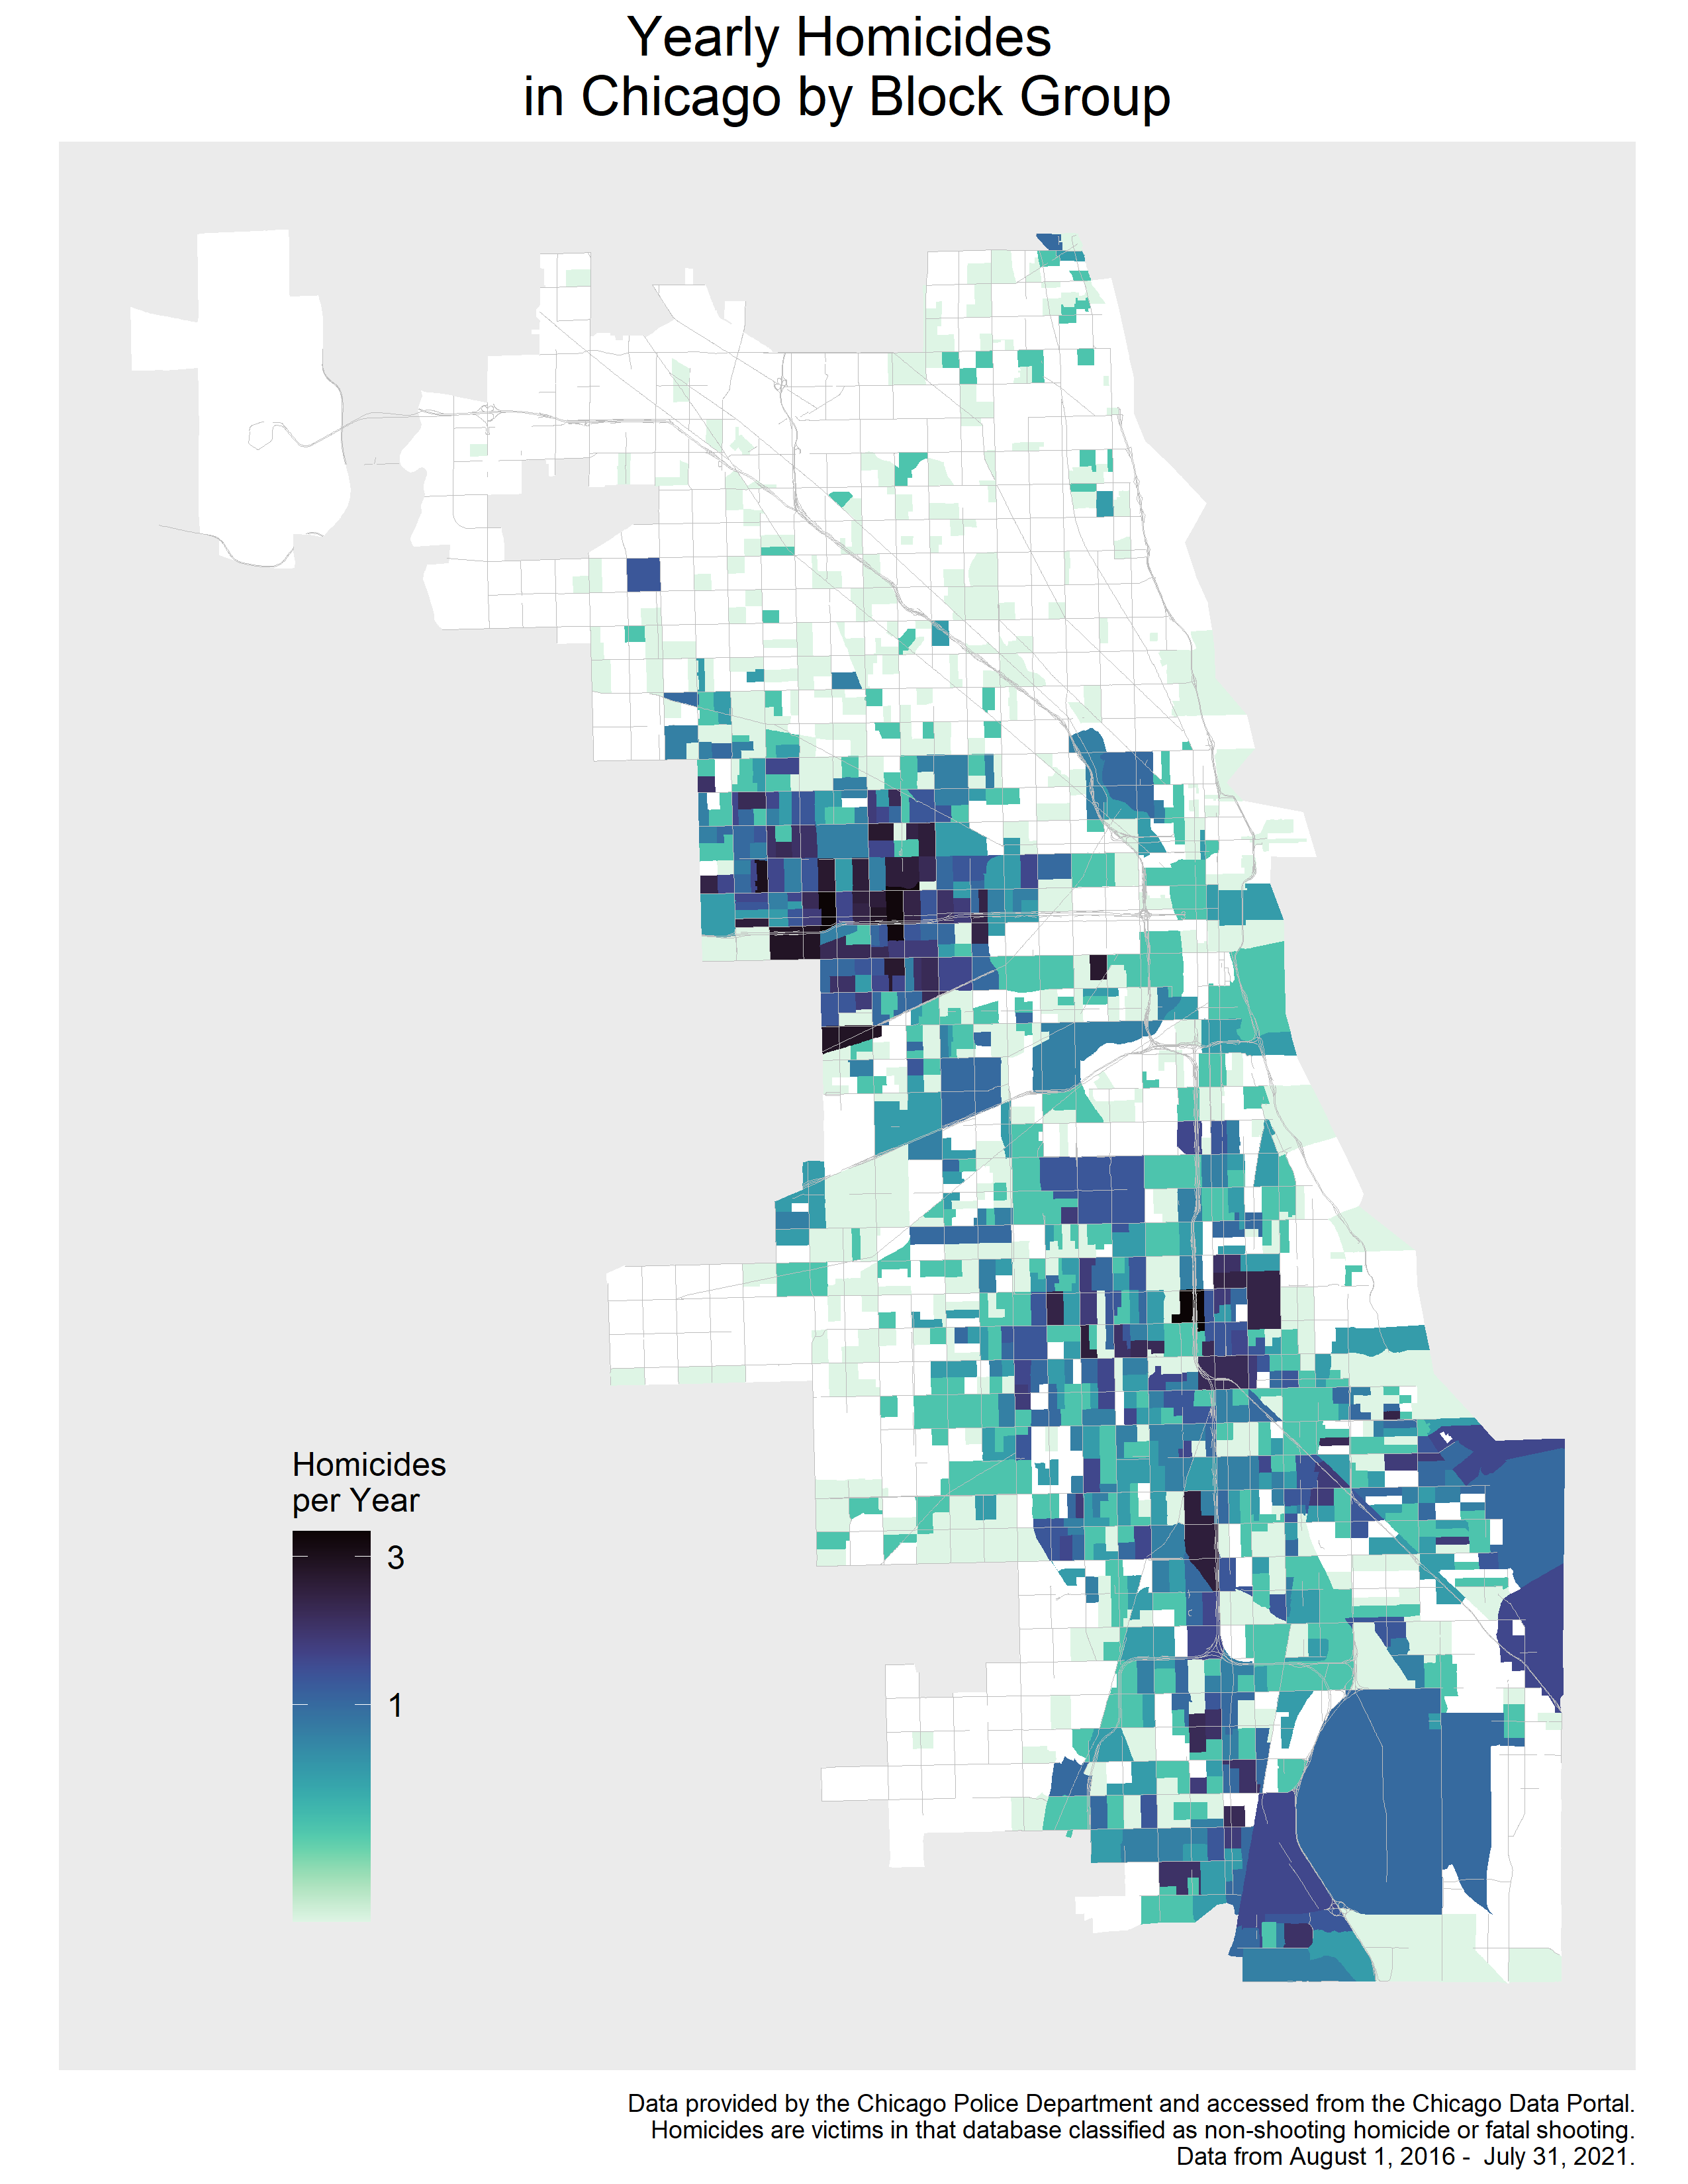 Yearly Homicides
in Chicago by Block Group
Homicides
per Year
3
1
Data provided by the Chicago Police Department and accessed from the Chicago Data Portal.
Homicides are victims in that database classified as non-shooting homicide or fatal shooting.
Data from August 1, 2016 -  July 31, 2021.